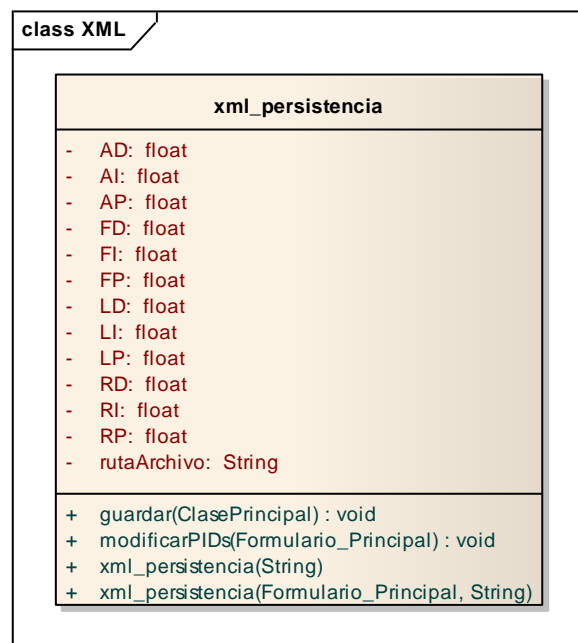 class XML
xml_persistencia
- AD: float
- AI: float
- AP: float
- FD: float
- FI: float
- FP: float
- LD: float
- LI: float
- LP: float
- RD: float
- RI: float
- RP: float
- rutaArchivo: String
+ guardar(ClasePrincipal) : void
+ modificarPIDs(Formulario_Principal) : void
+ xml_persistencia(String)
+ xml_persistencia(Formulario_Principal, String)